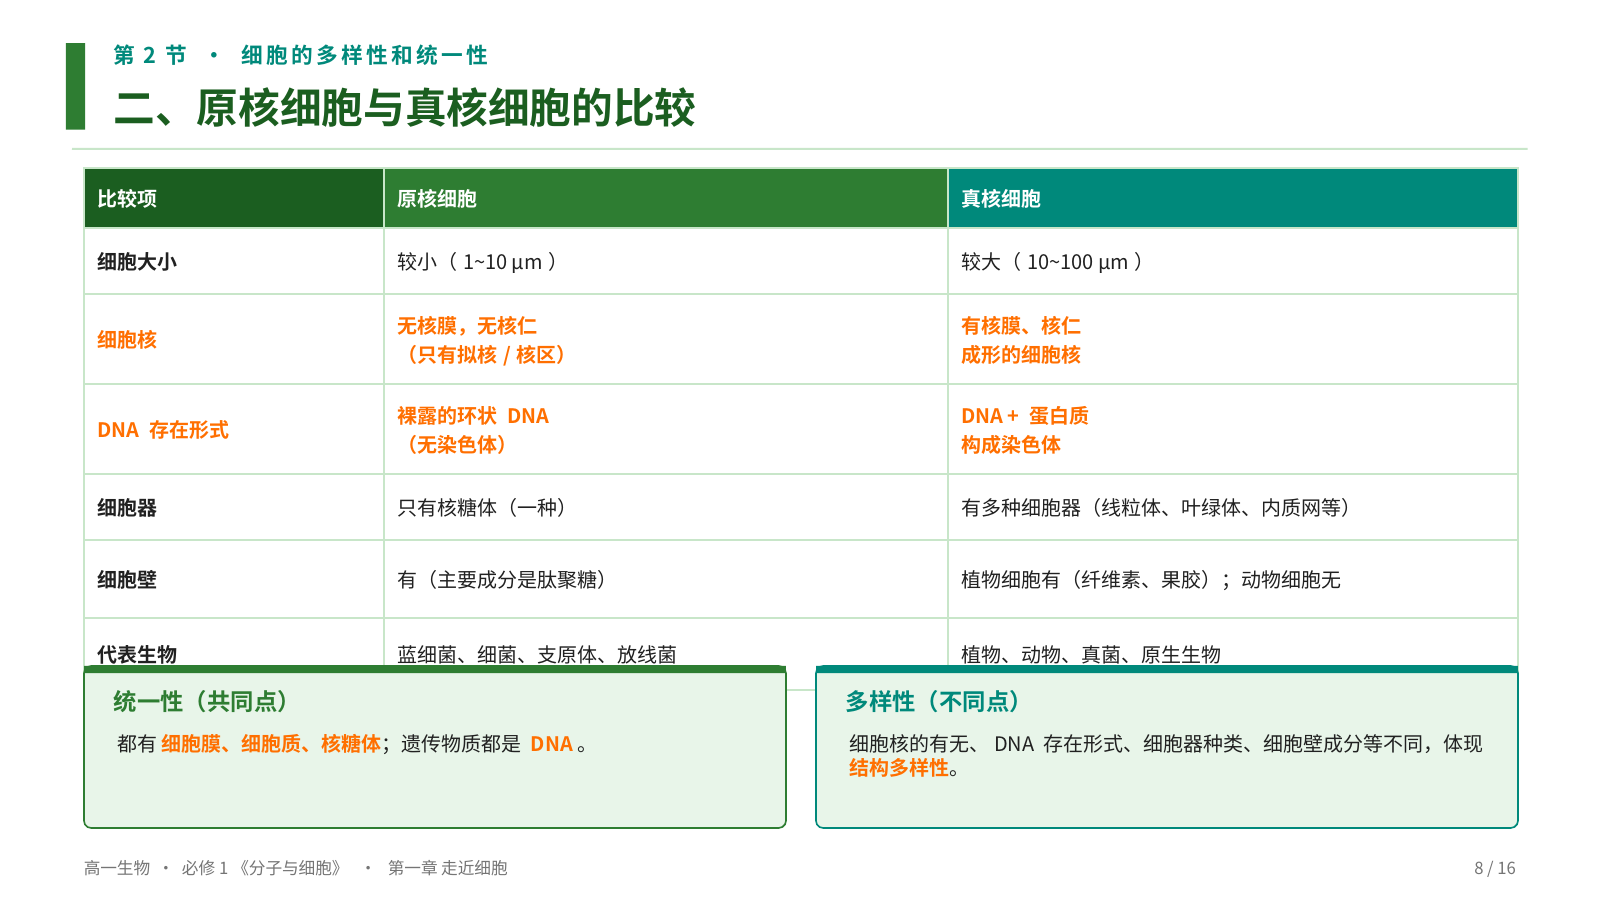 第 2 节 · 细胞的多样性和统一性
二、原核细胞与真核细胞的比较
比较项 原核细胞 真核细胞
细胞大小 较小（ 1~10 μm ） 较大（ 10~100 μm ）
细胞核 无核膜，无核仁
（只有拟核 / 核区） 有核膜、核仁
成形的细胞核
DNA 存在形式 裸露的环状 DNA
（无染色体） DNA + 蛋白质
构成染色体
细胞器 只有核糖体（一种） 有多种细胞器（线粒体、叶绿体、内质网等）
细胞壁 有（主要成分是肽聚糖） 植物细胞有（纤维素、果胶）；动物细胞无
代表生物 蓝细菌、细菌、支原体、放线菌 植物、动物、真菌、原生生物
统一性（共同点）
都有 细胞膜、细胞质、核糖体；遗传物质都是 DNA 。
多样性（不同点）
细胞核的有无、 DNA 存在形式、细胞器种类、细胞壁成分等不同，体现
结构多样性。
高一生物 · 必修 1 《分子与细胞》 · 第一章 走近细胞
8 / 16